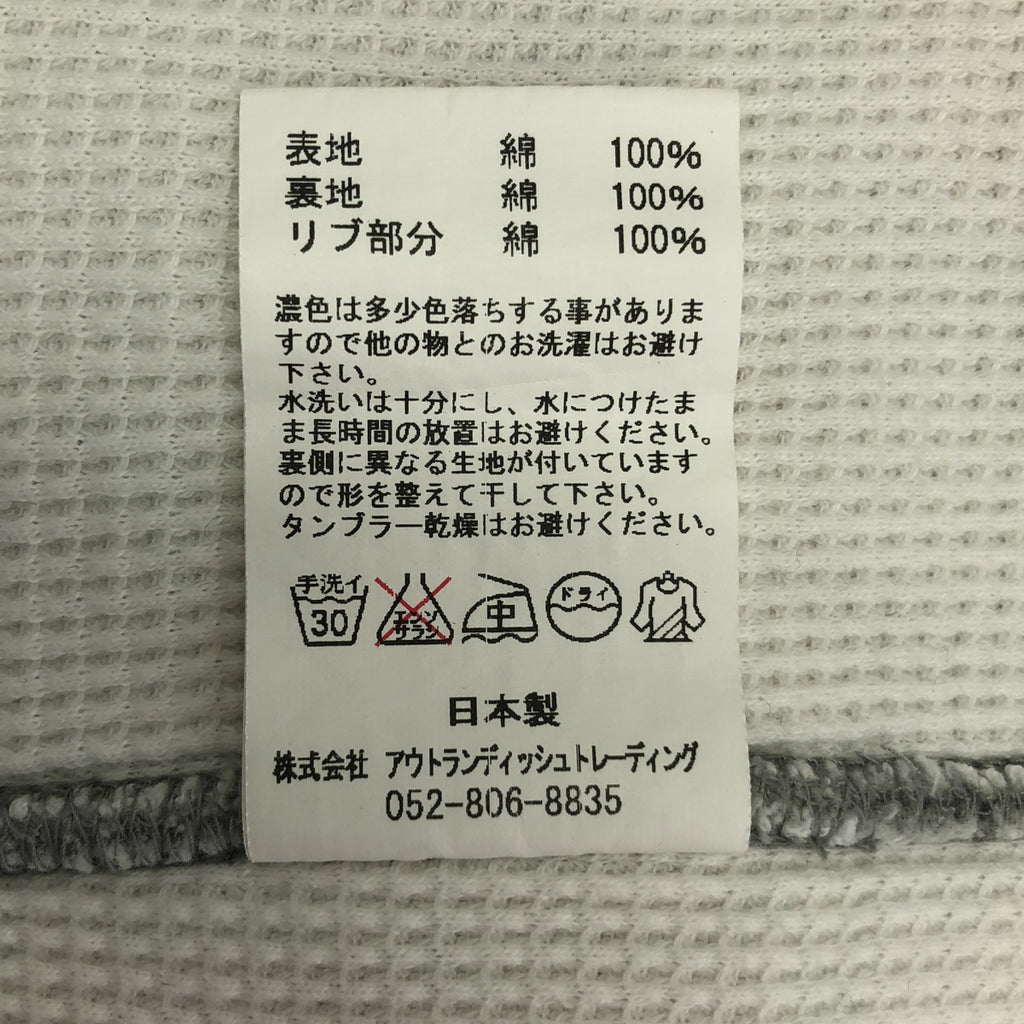 表地 綿 100%
裏地 綿 100%
リブ部分 綿 100%
濃色は多少色落ちする事がありま
すので他の物とのお洗濯はお避け
下さい。
水洗いは十分にし、水につけたま
ま長時間の放置はお避けください。
裏側に異なる生地が付いています
ので形を整えて干して下さい。
タンブラー乾燥はお避けください。
手洗イ 30 エンソ サラシ 中 ドライ
日本製
株式会社 アウトランディッシュトレーディング
052-806-8835